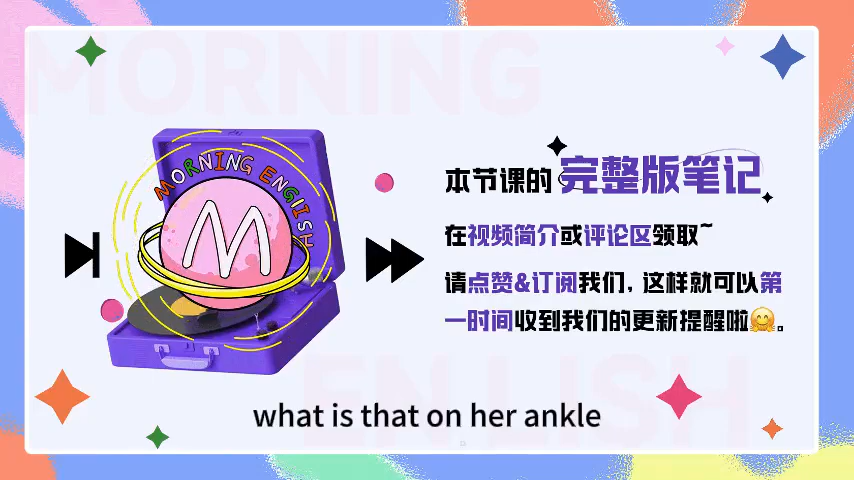 MORNING
MORNING ENGLISH
M
本节课的 完整版笔记
在视频简介或评论区领取~
请点赞&订阅我们, 这样就可以第
一时间收到我们的更新提醒啦🤗。
ENGLISH
what is that on her ankle